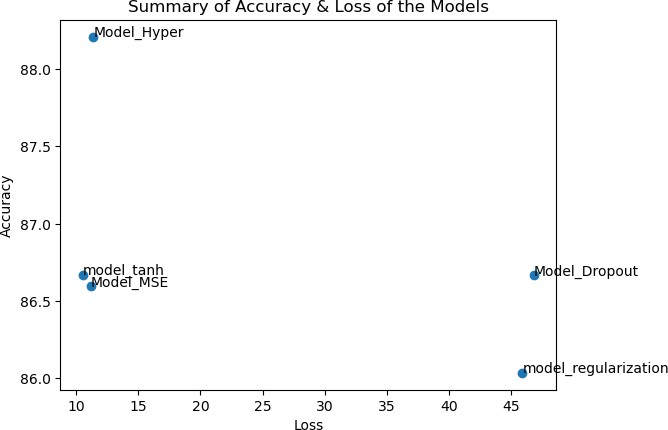 Summary of Accuracy & Loss of the Models
Model_Hyper
88.0
87.5
Accuracy
87.0
model_tanh
Model_Dropout
Model_MSE
86.5
model_regularization
86.0
10 15 20 25 30 35 40 45
Loss